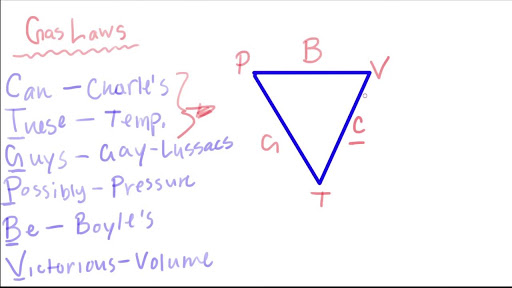 Gas Laws
Can - Charle's
These - Temp.
Guys - Gay-Lussacs
Possibly - Pressure
Be - Boyle's
Victorious - Volume
P B V
G C
T